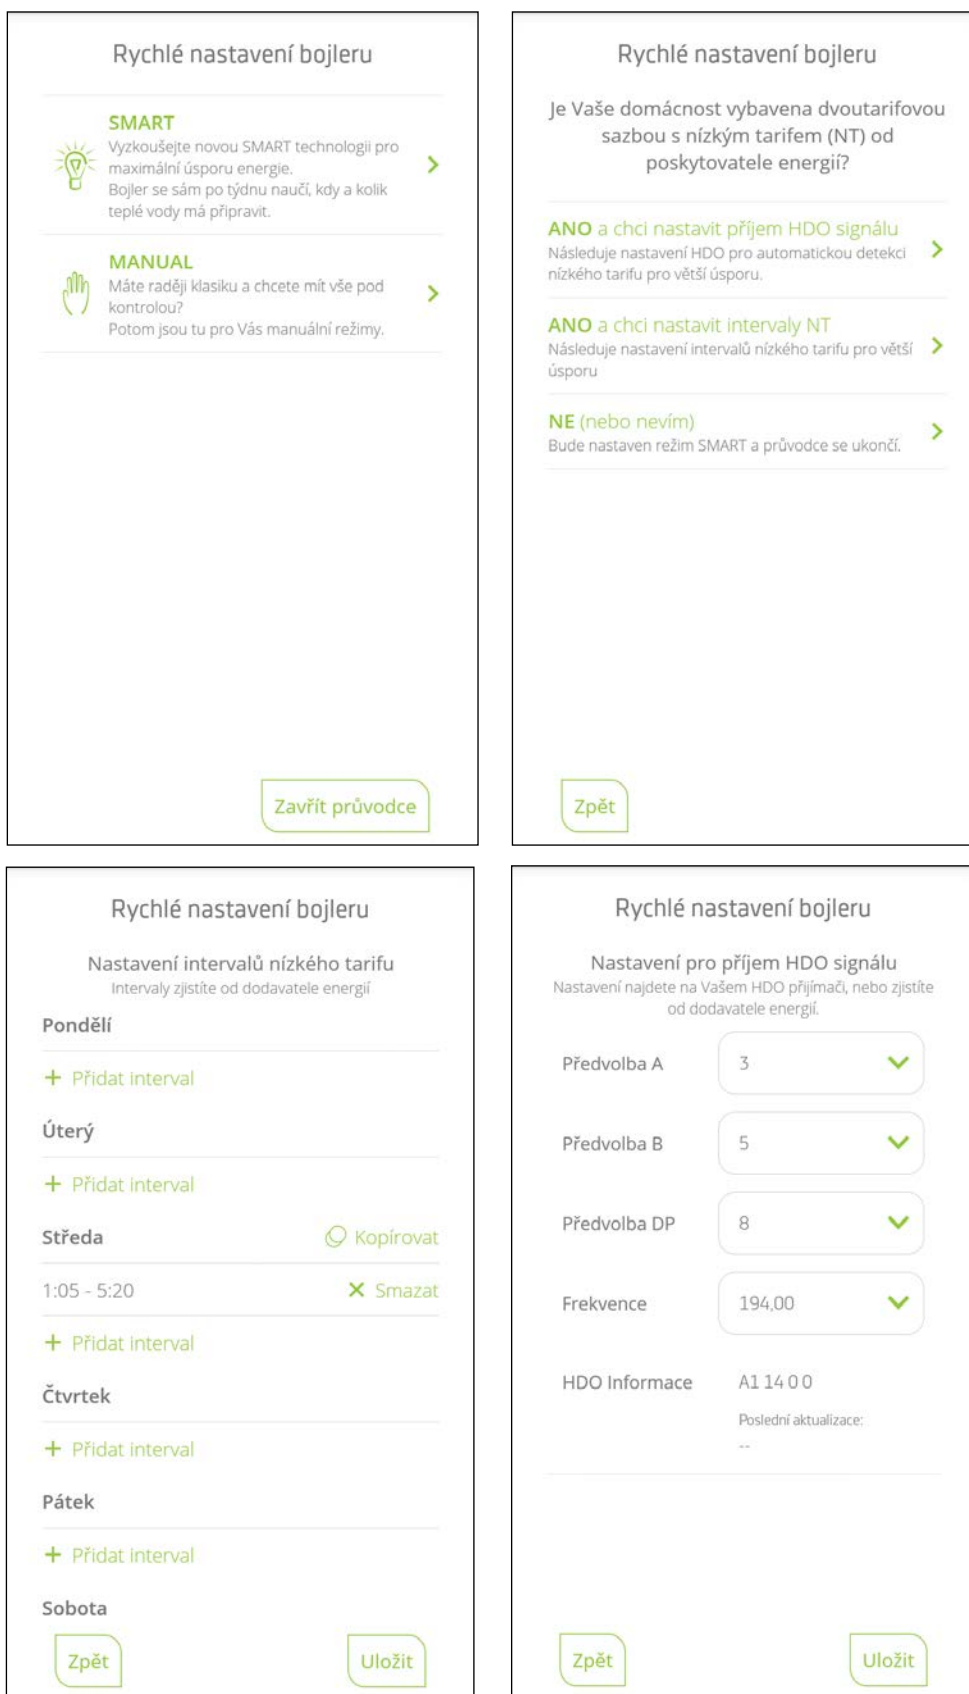 Rychlé nastavení bojleru
SMART
Vyzkoušejte novou SMART technologii pro
maximální úsporu energie.
Bojler se sám po týdnu naučí, kdy a kolik
teplé vody má připravit.
MANUAL
Máte raději klasiku a chcete mít vše pod
kontrolou?
Potom jsou tu pro Vás manuální režimy.
Zavřít průvodce
Rychlé nastavení bojleru
Je Vaše domácnost vybavena dvoutarifovou
sazbou s nízkým tarifem (NT) od
poskytovatele energií?
ANO a chci nastavit příjem HDO signálu
Následuje nastavení HDO pro automatickou detekci
nízkého tarifu pro větší úsporu.
ANO a chci nastavit intervaly NT
Následuje nastavení intervalů nízkého tarifu pro větší
úsporu
NE (nebo nevím)
Bude nastaven režim SMART a průvodce se ukončí.
Zpět
Rychlé nastavení bojleru
Nastavení intervalů nízkého tarifu
Intervaly zjistíte od dodavatele energií
Pondělí
+ Přidat interval
Úterý
+ Přidat interval
Středa Kopírovat
1:05 - 5:20 × Smazat
+ Přidat interval
Čtvrtek
+ Přidat interval
Pátek
+ Přidat interval
Sobota
Zpět Uložit
Rychlé nastavení bojleru
Nastavení pro příjem HDO signálu
Nastavení najdete na Vašem HDO přijímači, nebo zjistíte
od dodavatele energií.
Předvolba A 3
Předvolba B 5
Předvolba DP 8
Frekvence 194,00
HDO Informace A1 14 0 0
Poslední aktualizace:
--
Zpět Uložit